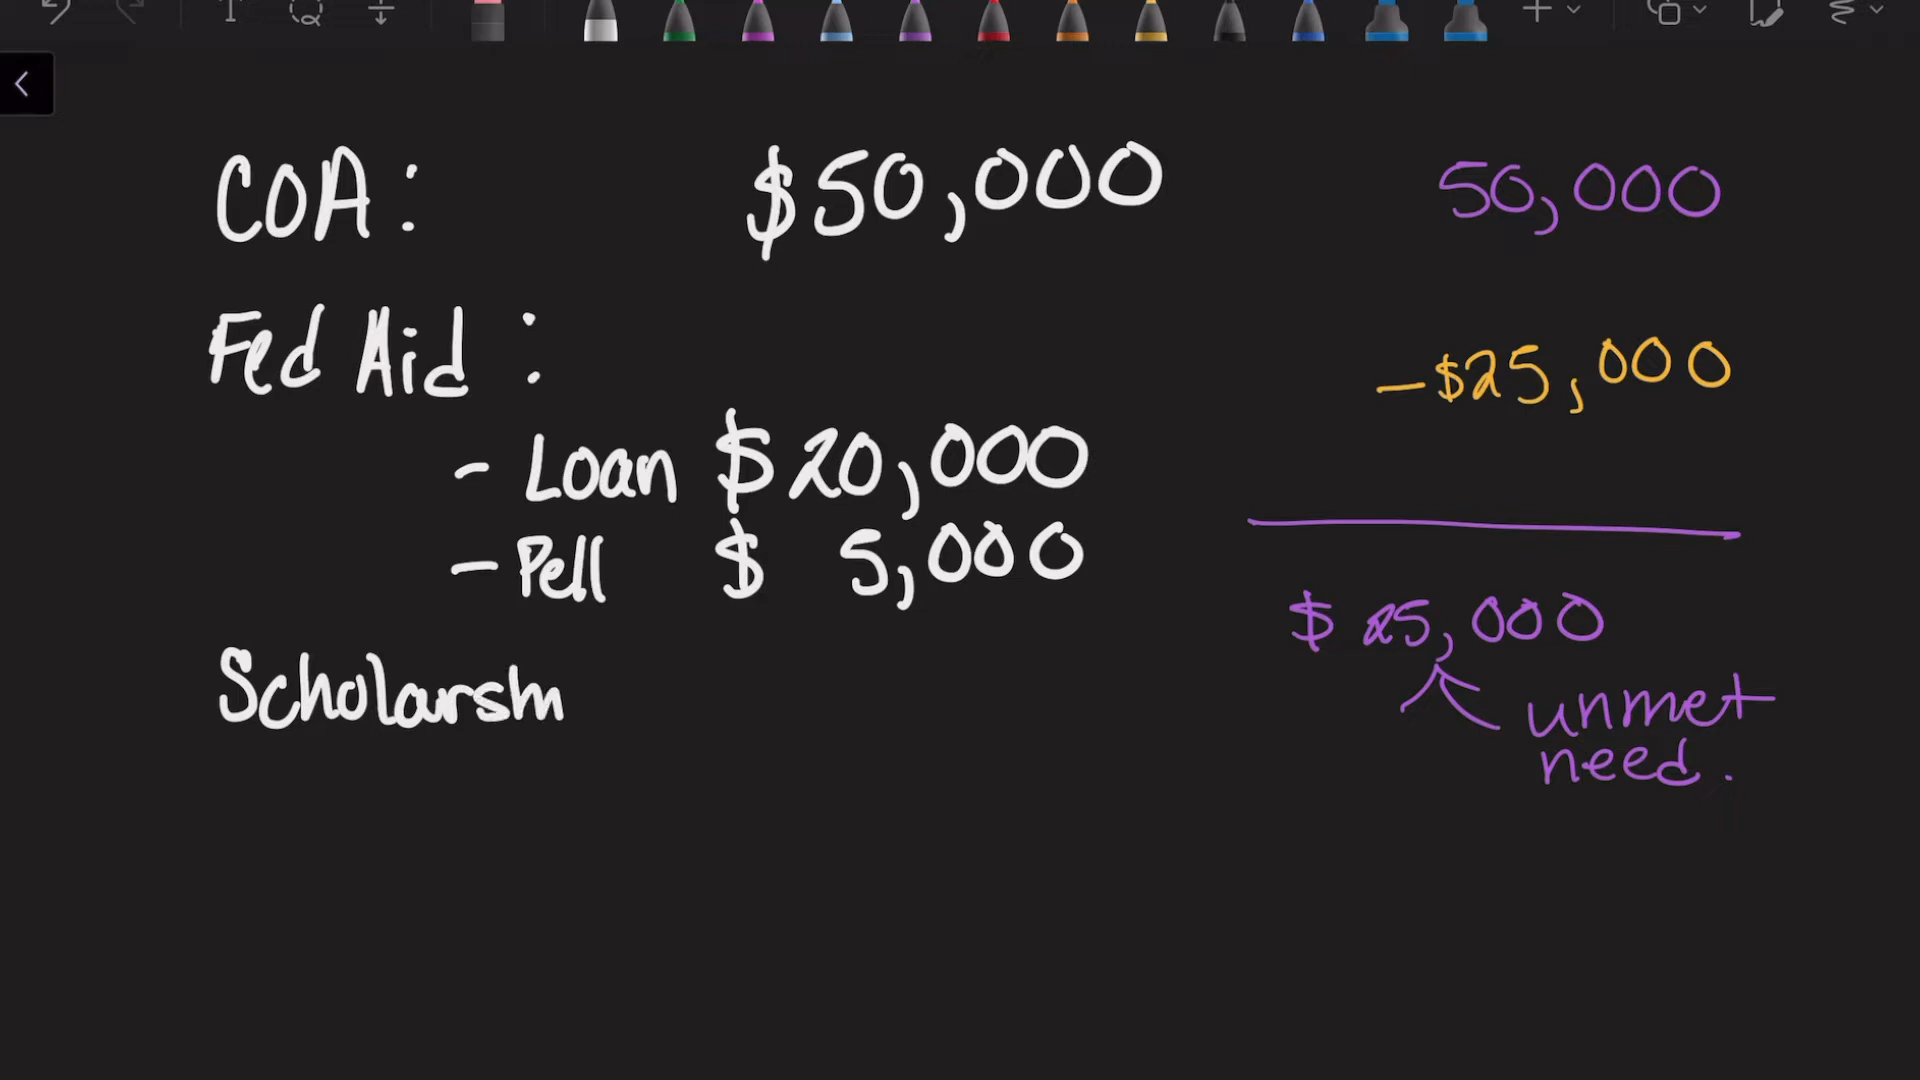 COA: $50,000
Fed Aid:
- Loan $20,000
- Pell $ 5,000
50,000
-$25,000
$25,000
unmet
need.